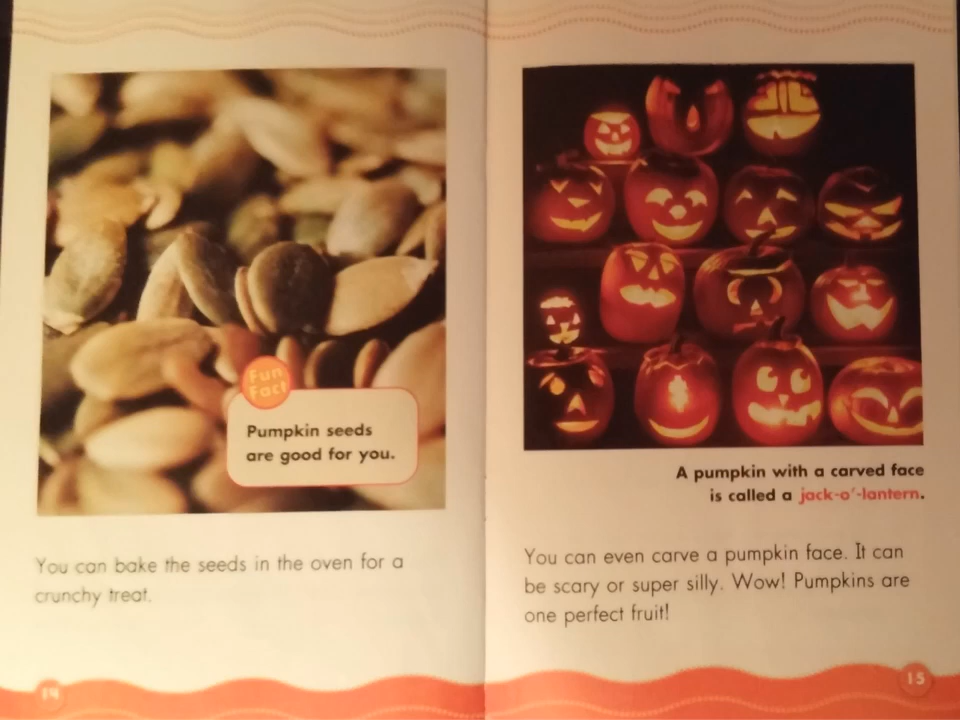 Fun
Fact
Pumpkin seeds
are good for you.
You can bake the seeds in the oven for a
crunchy treat.
14
A pumpkin with a carved face
is called a jack-o'-lantern.
You can even carve a pumpkin face. It can
be scary or super silly. Wow! Pumpkins are
one perfect fruit!
15